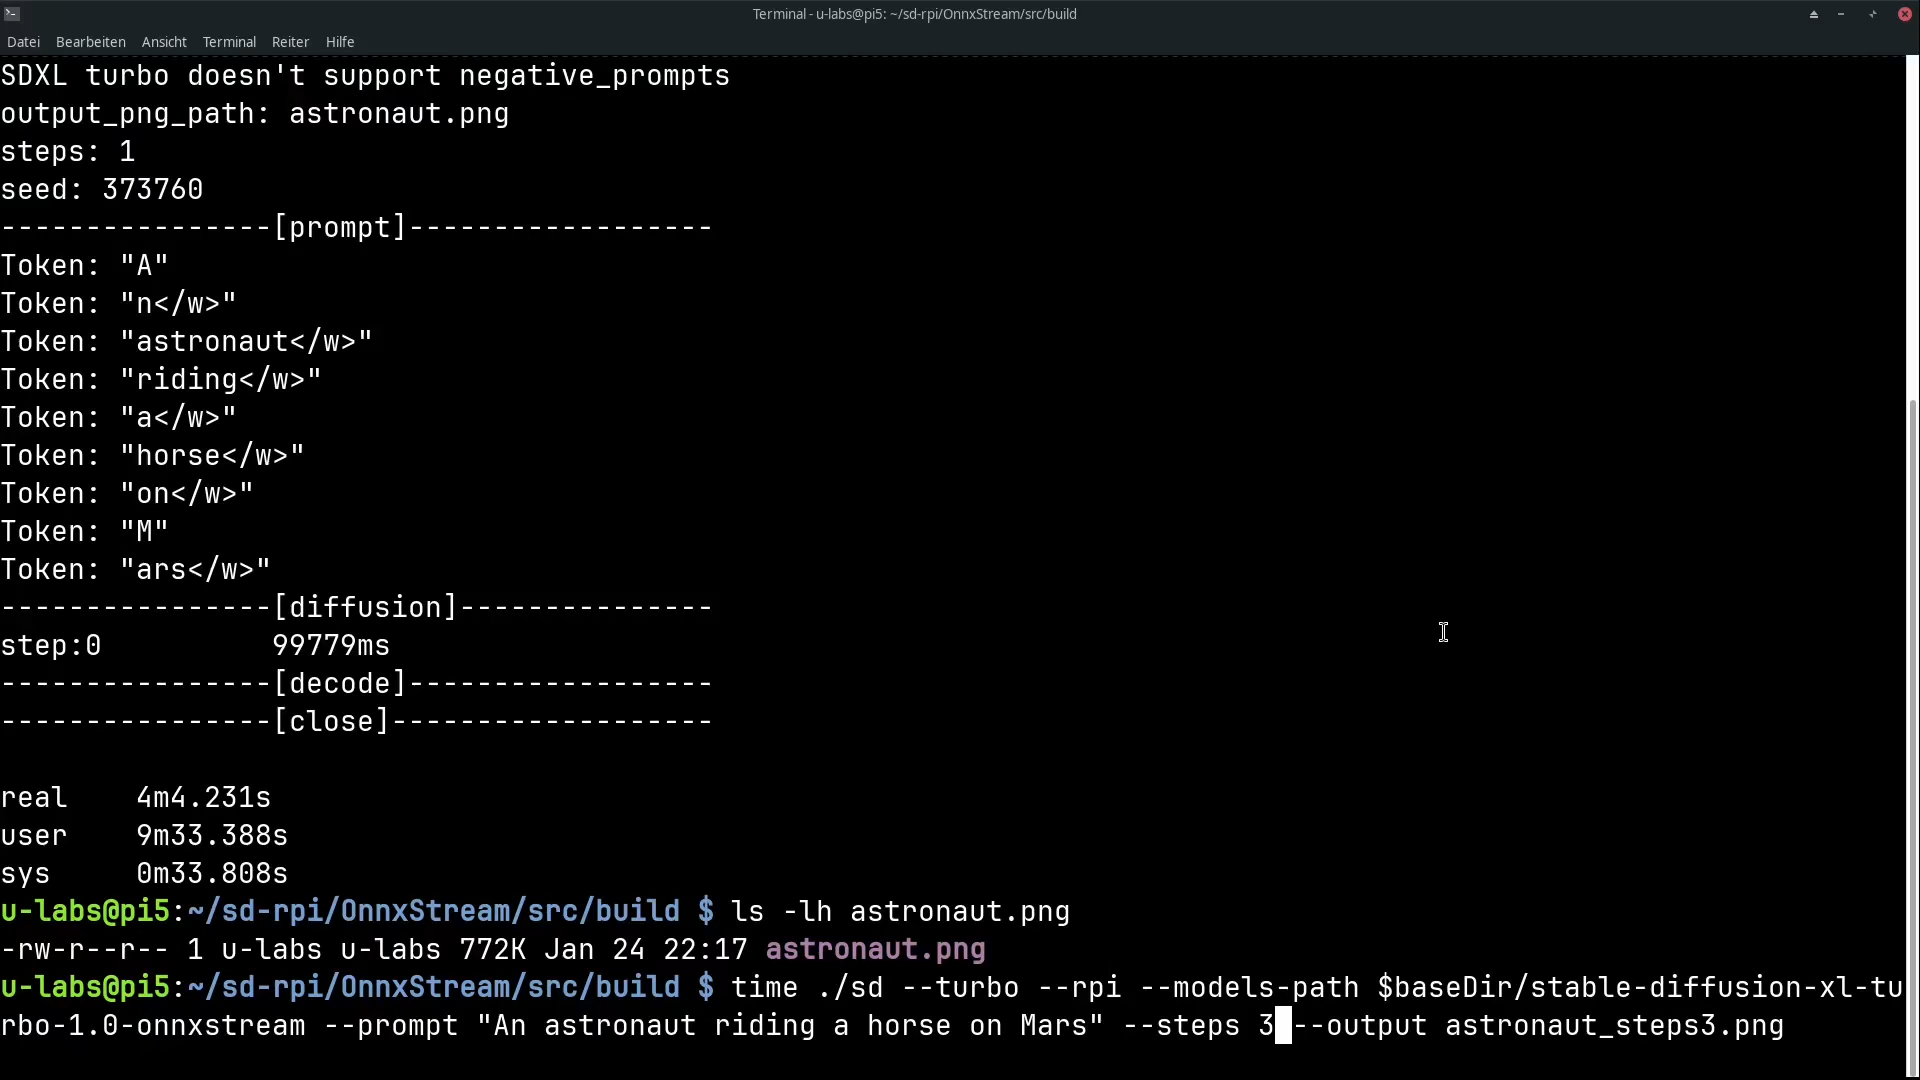 Terminal - u-labs@pi5: ~/sd-rpi/OnnxStream/src/build
Datei Bearbeiten Ansicht Terminal Reiter Hilfe
SDXL turbo doesn't support negative_prompts
output_png_path: astronaut.png
steps: 1
seed: 373760
----------------[prompt]------------------
Token: "A"
Token: "n</w>"
Token: "astronaut</w>"
Token: "riding</w>"
Token: "a</w>"
Token: "horse</w>"
Token: "on</w>"
Token: "M"
Token: "ars</w>"
----------------[diffusion]---------------
step:0          99779ms
----------------[decode]------------------
----------------[close]-------------------
real    4m4.231s
user    9m33.388s
sys     0m33.808s
u-labs@pi5:~/sd-rpi/OnnxStream/src/build $ ls -lh astronaut.png
-rw-r--r-- 1 u-labs u-labs 772K Jan 24 22:17 astronaut.png
u-labs@pi5:~/sd-rpi/OnnxStream/src/build $ time ./sd --turbo --rpi --models-path $baseDir/stable-diffusion-xl-tu
rbo-1.0-onnxstream --prompt "An astronaut riding a horse on Mars" --steps 3 --output astronaut_steps3.png